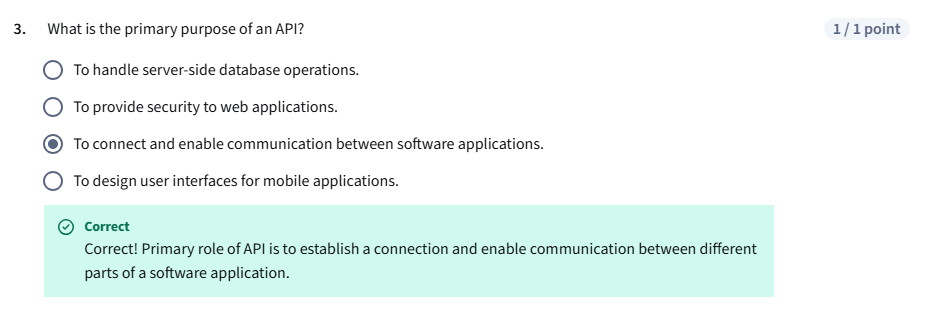 3. What is the primary purpose of an API? 1 / 1 point
To handle server-side database operations.
To provide security to web applications.
To connect and enable communication between software applications.
To design user interfaces for mobile applications.
Correct
Correct! Primary role of API is to establish a connection and enable communication between different
parts of a software application.